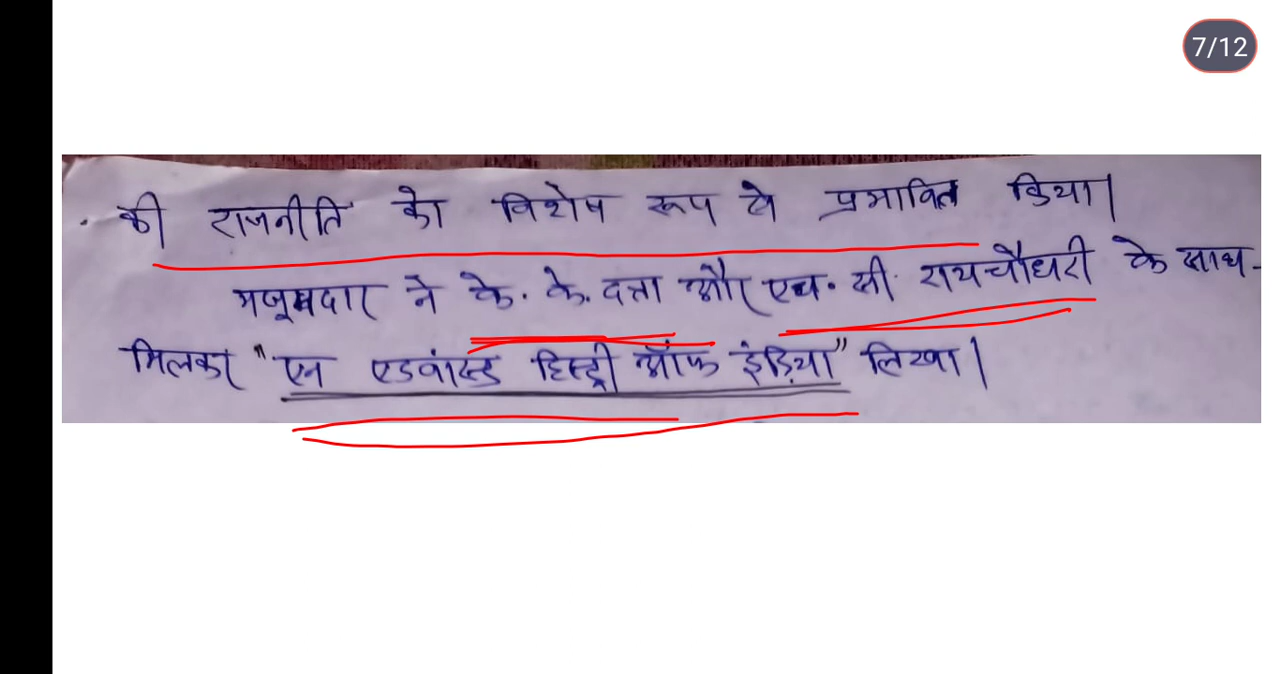 7/12
की राजनीति को विशेष रूप से प्रभावित किया।
मजूमदार ने के. के. दत्ता और एच. सी. रायचौधरी के साथ-
मिलकर "एन एडवांस्ड हिस्ट्री ऑफ इंडिया" लिखा।